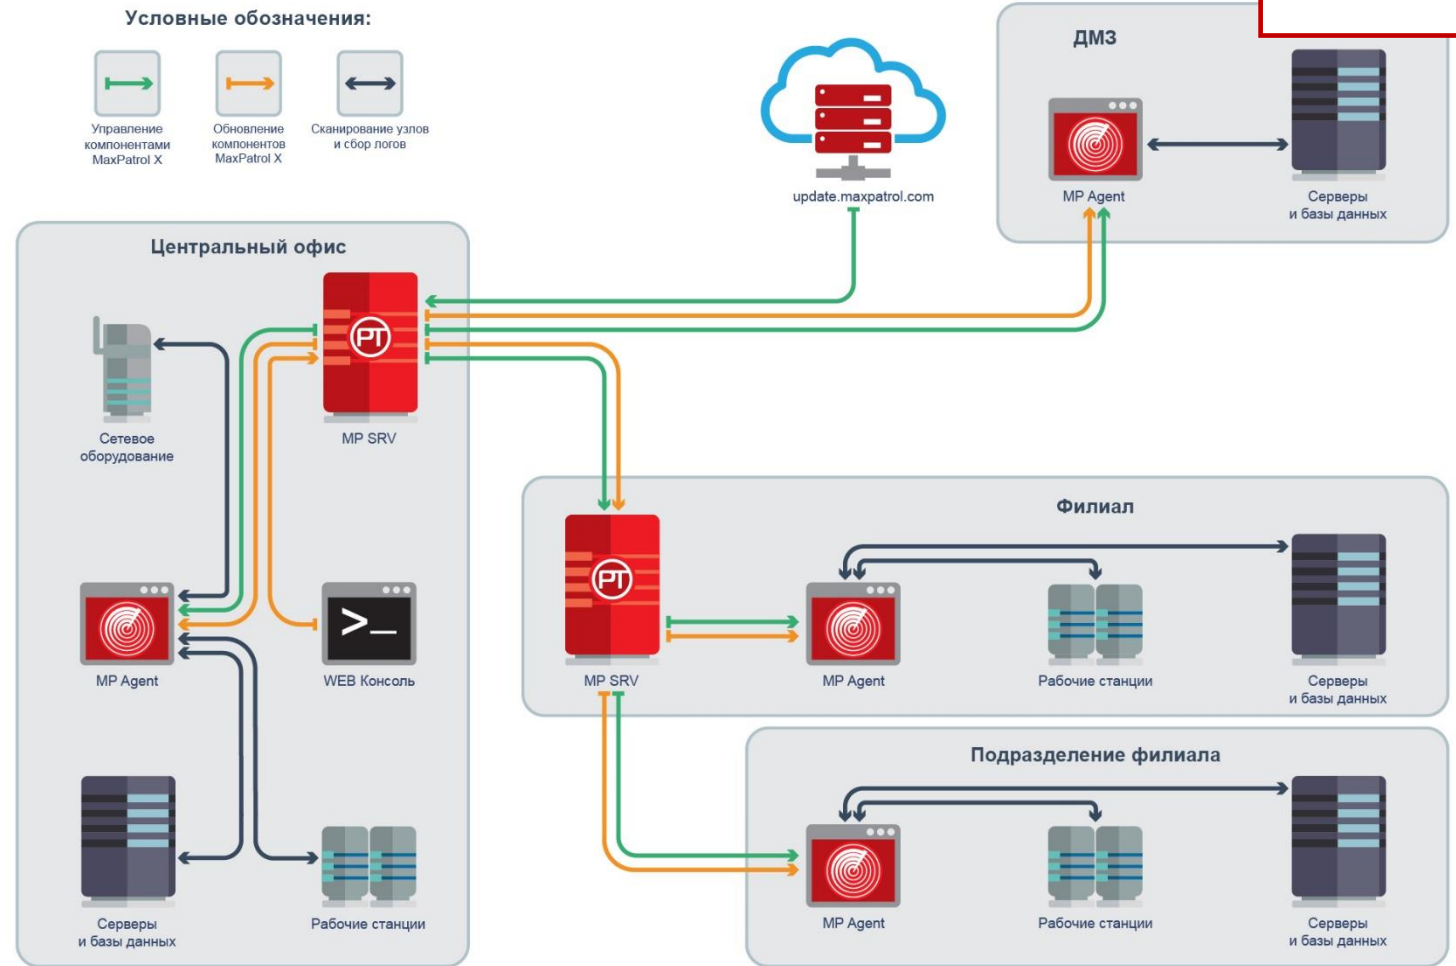 Условные обозначения:
Управление
компонентами
MaxPatrol X
Обновление
компонентов
MaxPatrol X
Сканирование узлов
и сбор логов
update.maxpatrol.com
ДМЗ
MP Agent
Серверы
и базы данных
Центральный офис
PT
MP SRV
Сетевое
оборудование
MP Agent
>_
WEB Консоль
Серверы
и базы данных
Рабочие станции
Филиал
PT
MP SRV
MP Agent
Рабочие станции
Серверы
и базы данных
Подразделение филиала
MP Agent
Рабочие станции
Серверы
и базы данных